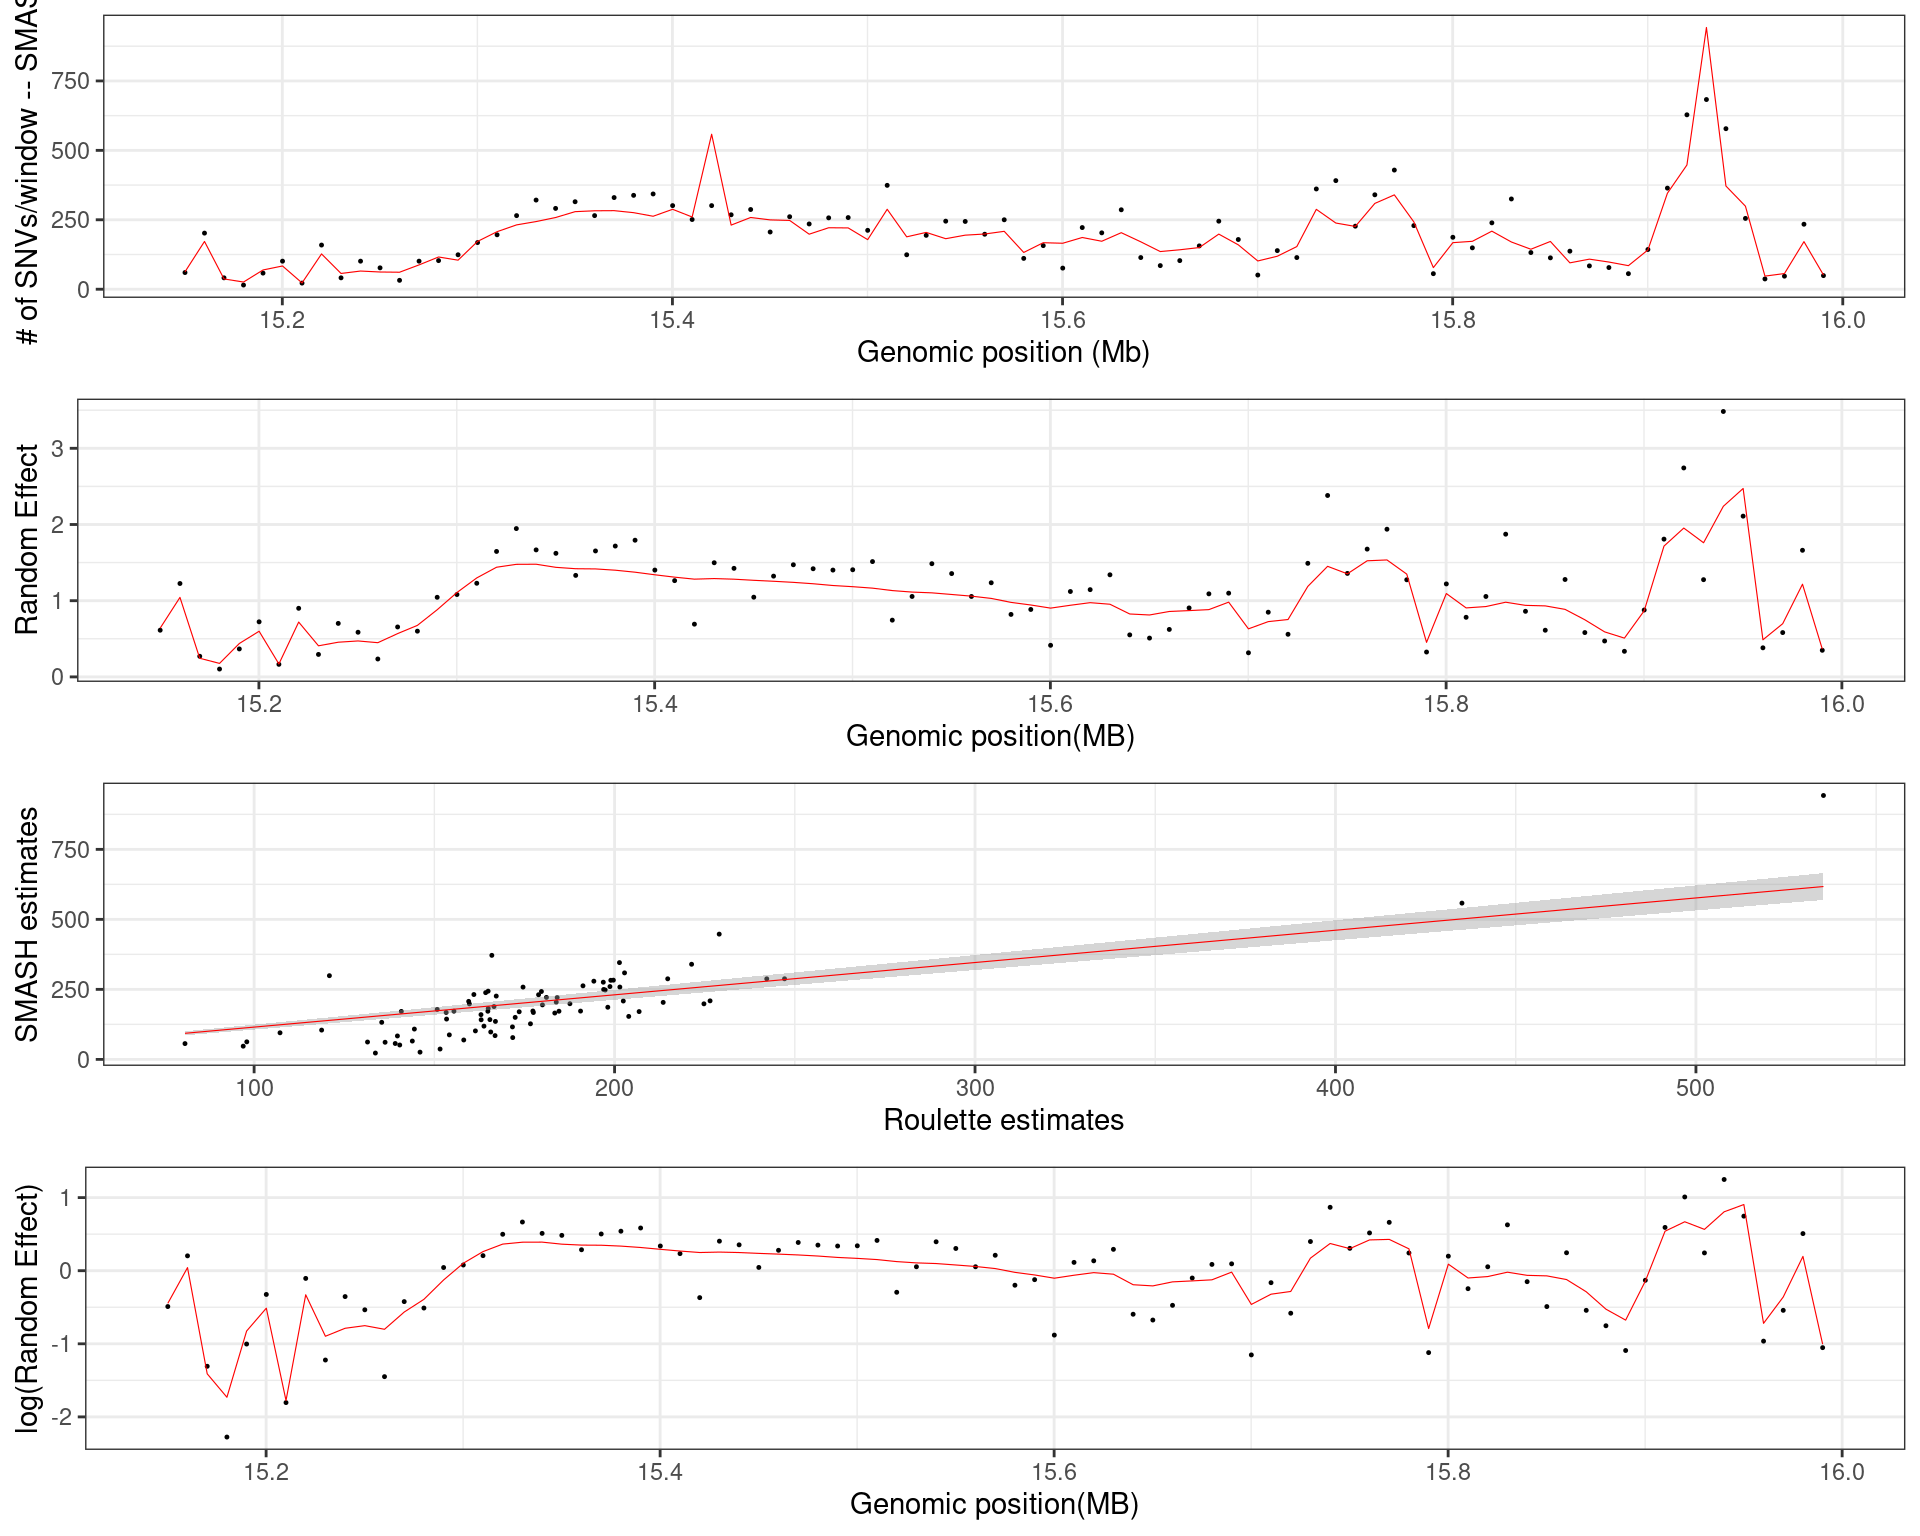 # of SNVs/window -- SMAS
750
500
250
0
15.2 15.4 15.6 15.8 16.0
Genomic position (Mb)
Random Effect
3
2
1
0
15.2 15.4 15.6 15.8 16.0
Genomic position(MB)
SMASH estimates
750
500
250
0
100 200 300 400 500
Roulette estimates
log(Random Effect)
1
0
-1
-2
15.2 15.4 15.6 15.8 16.0
Genomic position(MB)